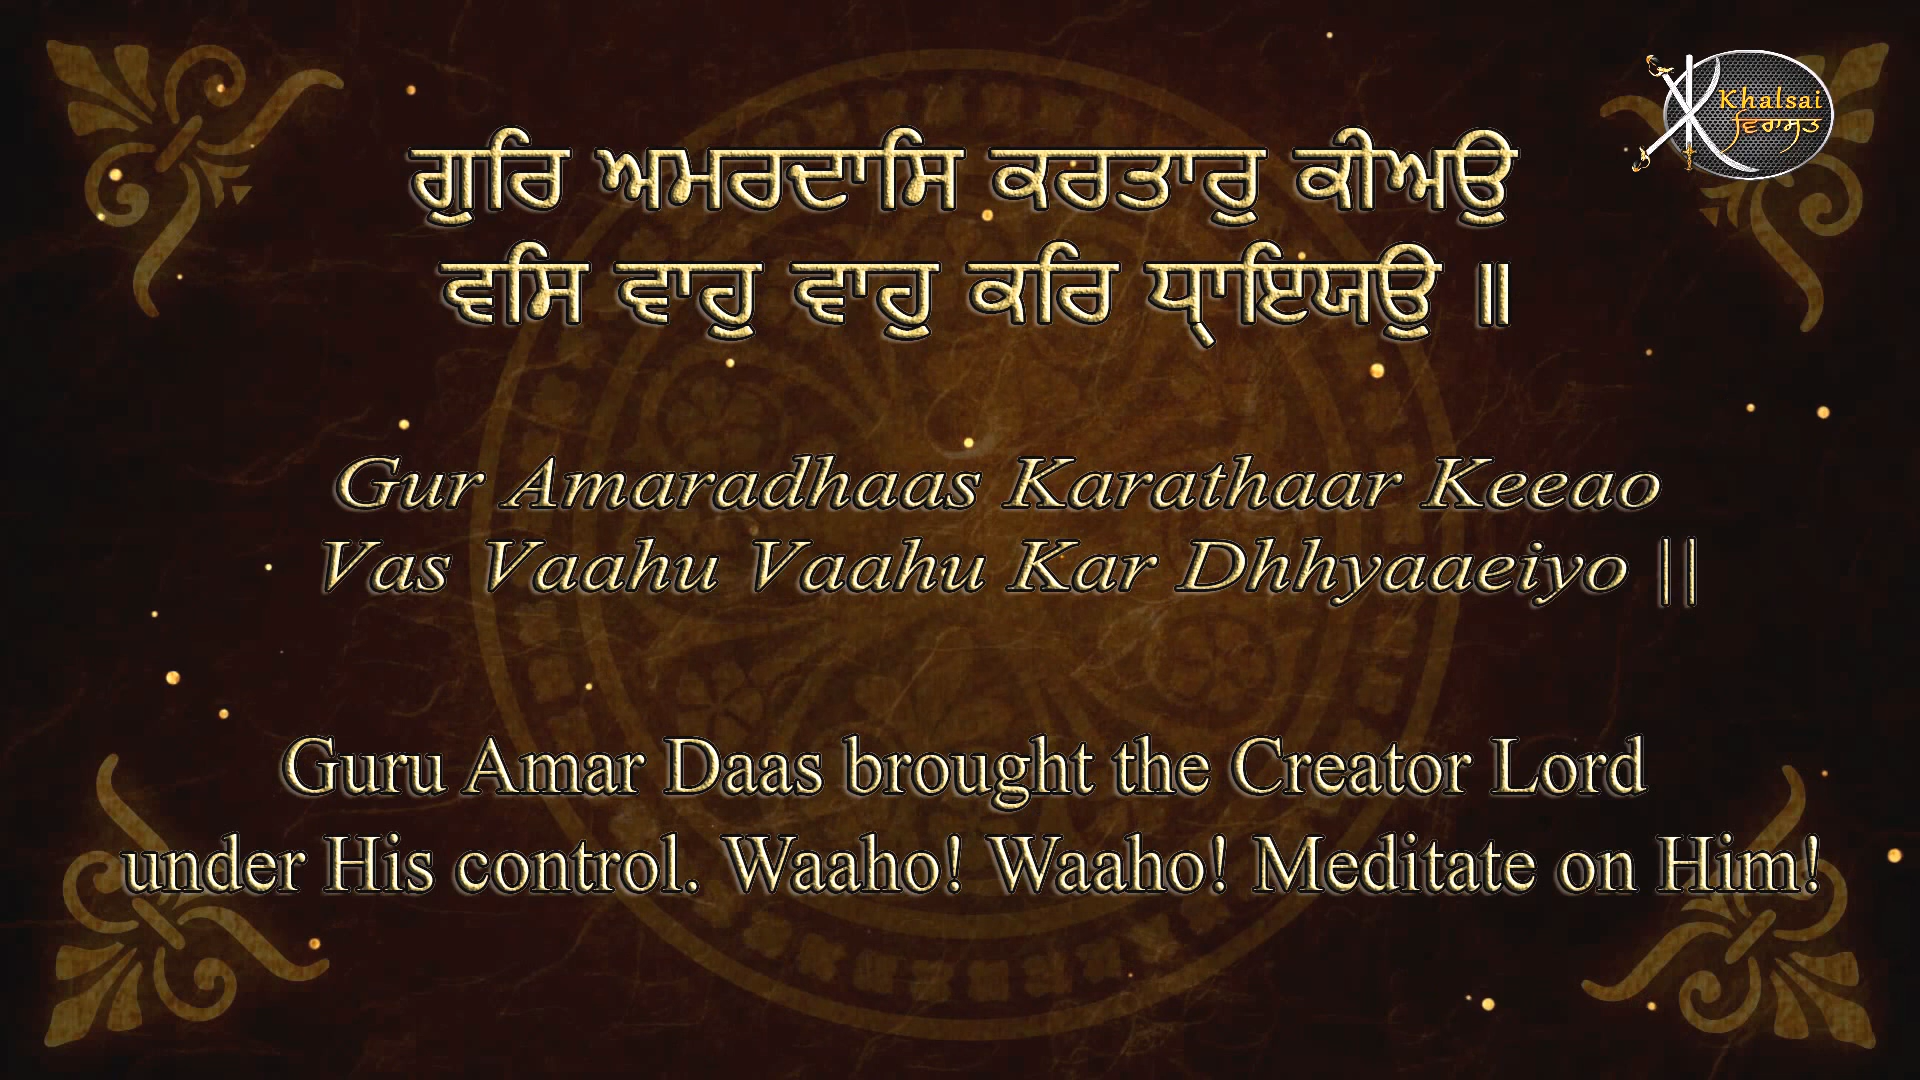 Khalsai
ਵਿਰਾਸਤ
ਗੁਰਿ ਅਮਰਦਾਸਿ ਕਰਤਾਰੁ ਕੀਅਉ
ਵਸਿ ਵਾਹੁ ਵਾਹੁ ਕਰਿ ਧ੍ਯਾਇਯਉ ॥
Gur Amaradhaas Karathaar Keeao
Vas Vaahu Vaahu Kar Dhhyaaeiyo ||
Guru Amar Daas brought the Creator Lord
under His control. Waaho! Waaho! Meditate on Him!